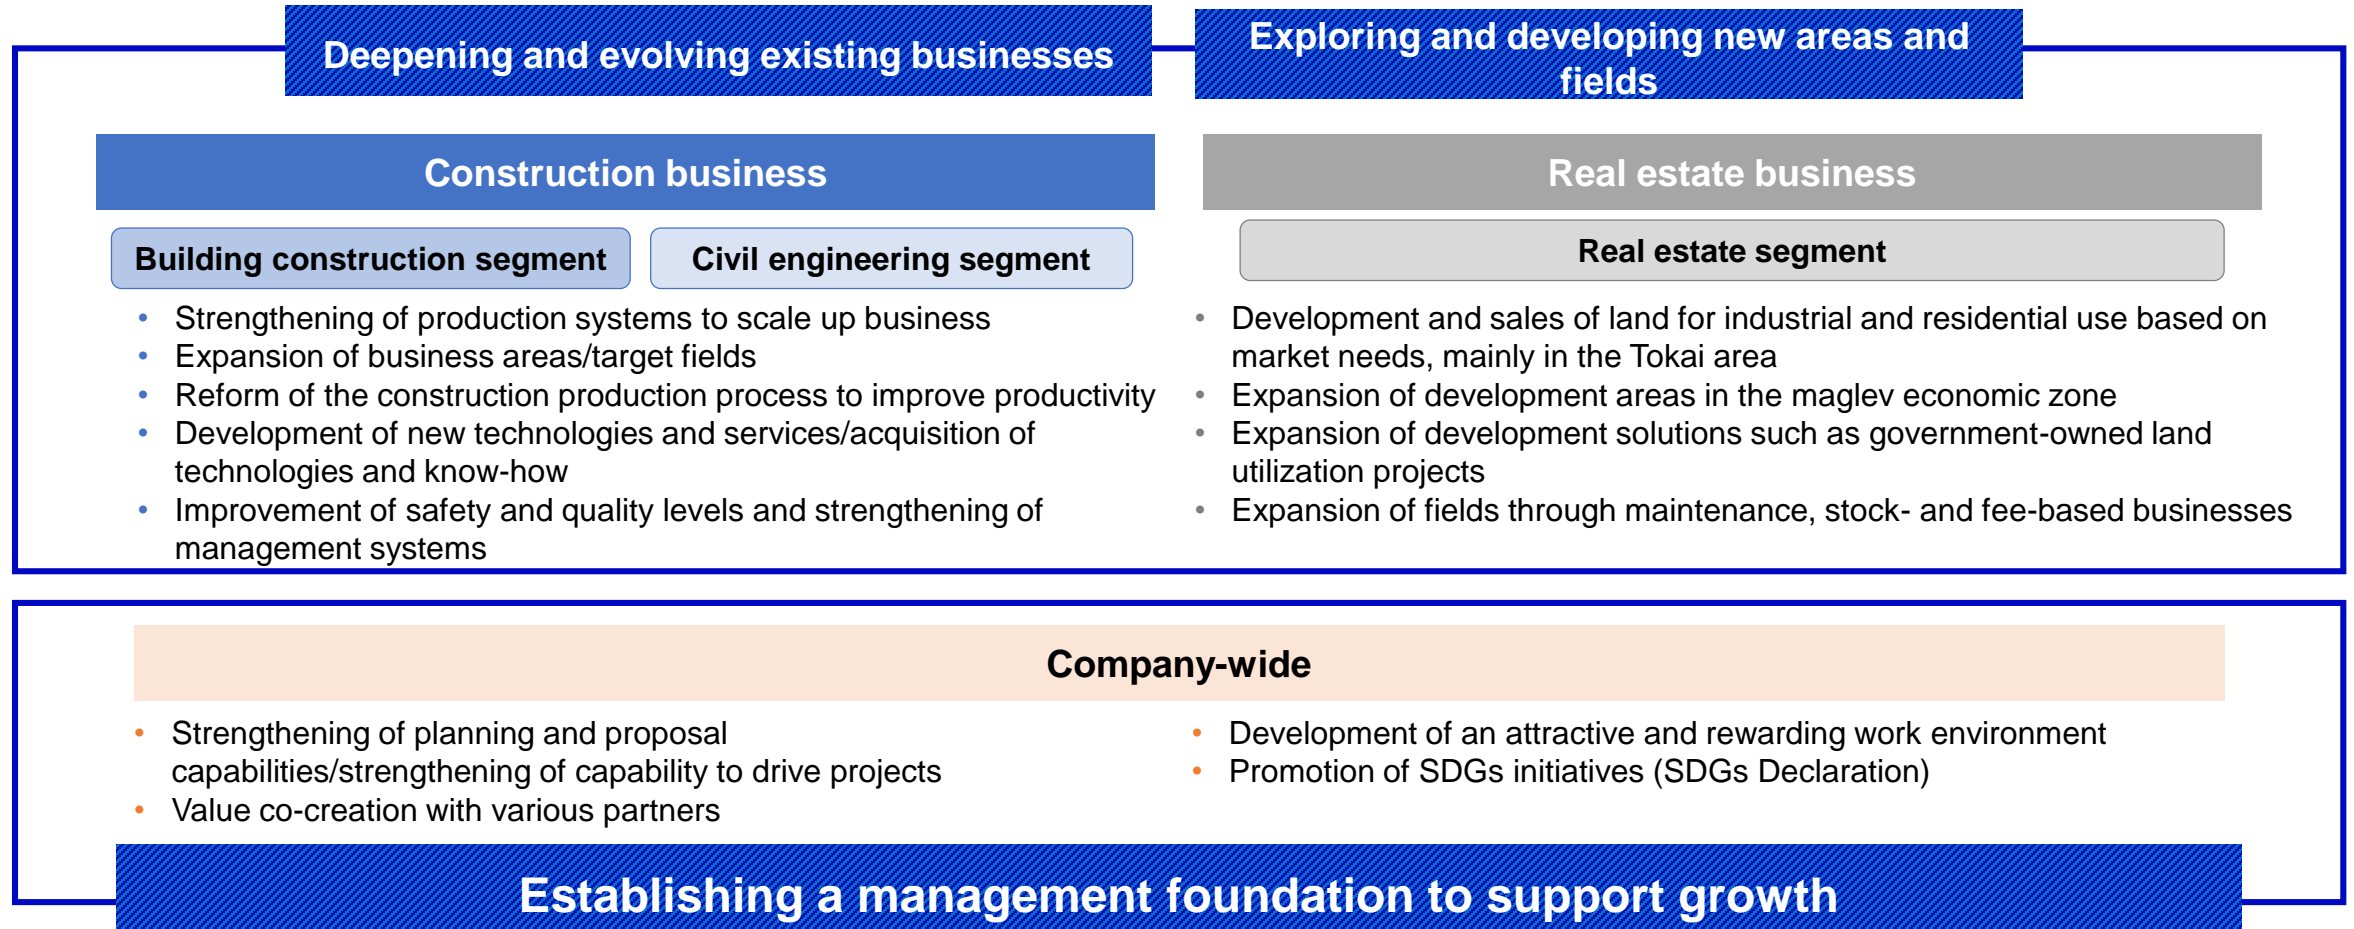 Deepening and evolving existing businesses
Exploring and developing new areas and
fields
Construction business
Building construction segment
Civil engineering segment
• Strengthening of production systems to scale up business
• Expansion of business areas/target fields
• Reform of the construction production process to improve productivity
• Development of new technologies and services/acquisition of
technologies and know-how
• Improvement of safety and quality levels and strengthening of
management systems
Real estate business
Real estate segment
• Development and sales of land for industrial and residential use based on
market needs, mainly in the Tokai area
• Expansion of development areas in the maglev economic zone
• Expansion of development solutions such as government-owned land
utilization projects
• Expansion of fields through maintenance, stock- and fee-based businesses
Company-wide
• Strengthening of planning and proposal
capabilities/strengthening of capability to drive projects
• Value co-creation with various partners
• Development of an attractive and rewarding work environment
• Promotion of SDGs initiatives (SDGs Declaration)
Establishing a management foundation to support growth